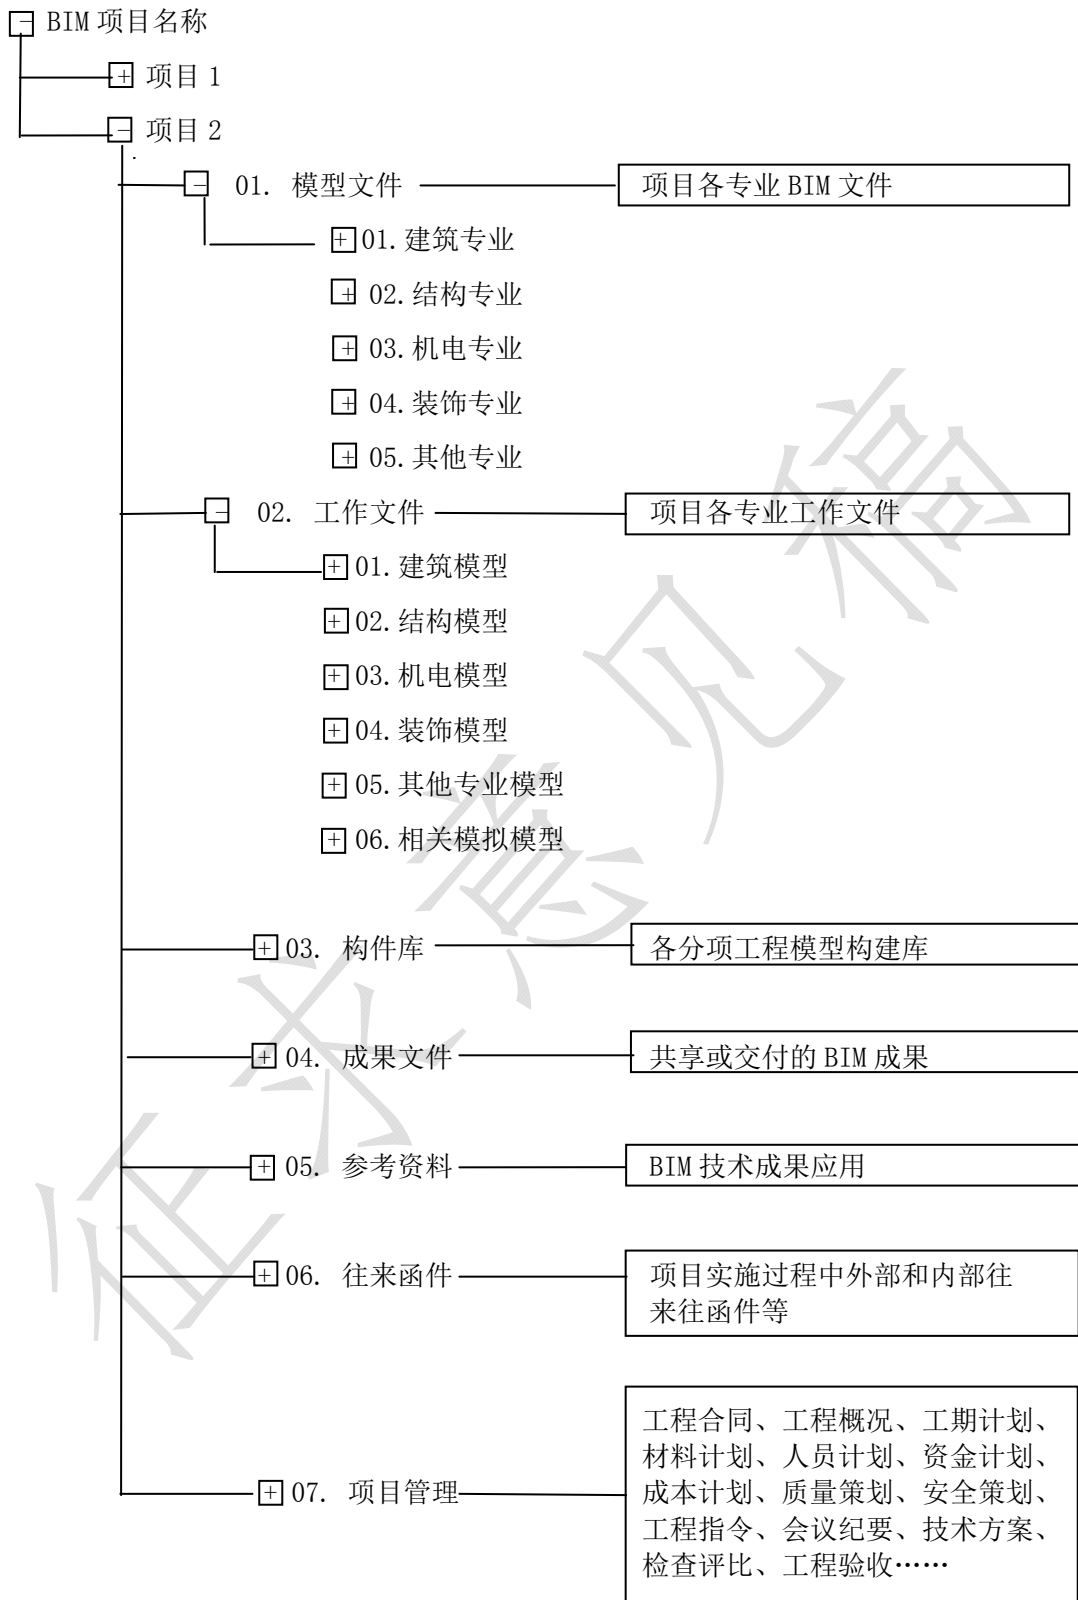 BIM 项目名称
项目 1
项目 2
01. 模型文件
项目各专业 BIM 文件
01.建筑专业
02.结构专业
03.机电专业
04.装饰专业
05.其他专业
02. 工作文件
项目各专业工作文件
01.建筑模型
02.结构模型
03.机电模型
04.装饰模型
05.其他专业模型
06.相关模拟模型
03. 构件库
各分项工程模型构建库
04. 成果文件
共享或交付的 BIM 成果
05. 参考资料
BIM 技术成果应用
06. 往来函件
项目实施过程中外部和内部往
来往函件等
07. 项目管理
工程合同、工程概况、工期计划、
材料计划、人员计划、资金计划、
成本计划、质量策划、安全策划、
工程指令、会议纪要、技术方案、
检查评比、工程验收……
征求意见稿